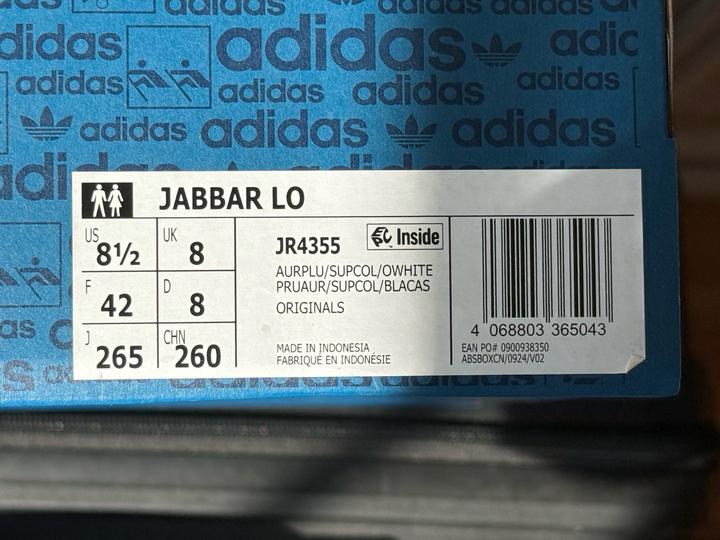 adidas
adidas adidas adic
adidas adidas adidas adidas
adidas adidas adidas
JABBAR LO
US 8½ UK 8
F 42 D 8
J 265 CHN 260
JR4355 Inside
AURPLU/SUPCOL/OWHITE
PRUAUR/SUPCOL/BLACAS
ORIGINALS
MADE IN INDONESIA
FABRIQUÉ EN INDONÉSIE
4 068803 365043
EAN PO# 0900938350
ABSBOXCN/0924/V02